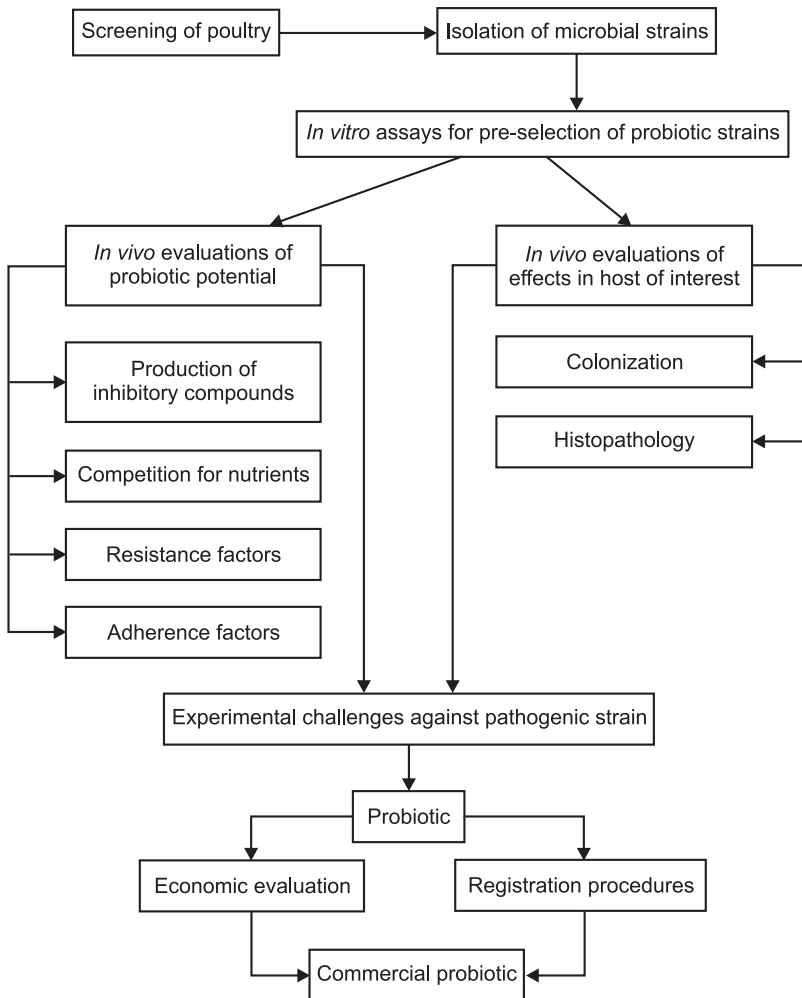 Screening of poultry
Isolation of microbial strains
In vitro assays for pre-selection of probiotic strains
In vivo evaluations of
probiotic potential
In vivo evaluations of
effects in host of interest
Production of
inhibitory compounds
Colonization
Histopathology
Competition for nutrients
Resistance factors
Adherence factors
Experimental challenges against pathogenic strain
Probiotic
Economic evaluation
Registration procedures
Commercial probiotic